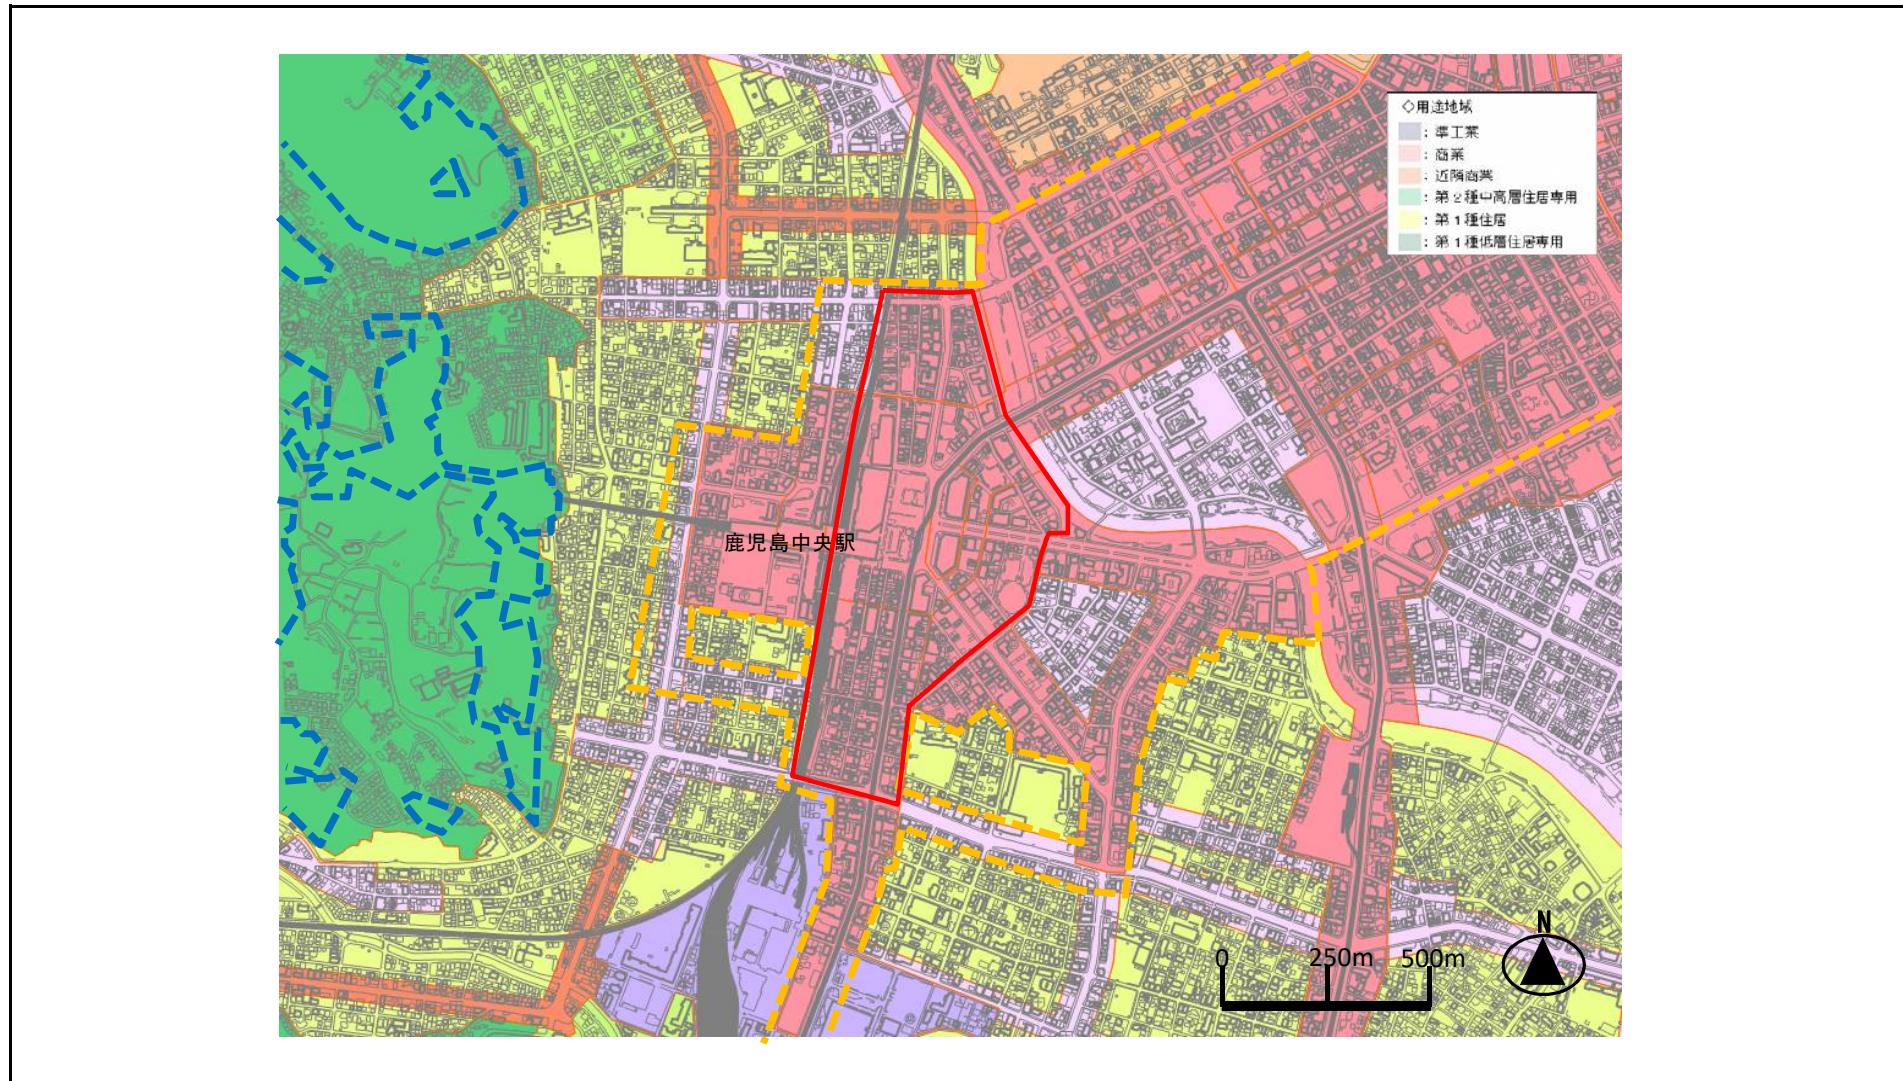 ◇用途地域
：準工業
：商業
：近隣商業
：第２種中高層住居専用
：第１種住居
：第１種低層住居専用
鹿児島中央駅
N
0 250m 500m